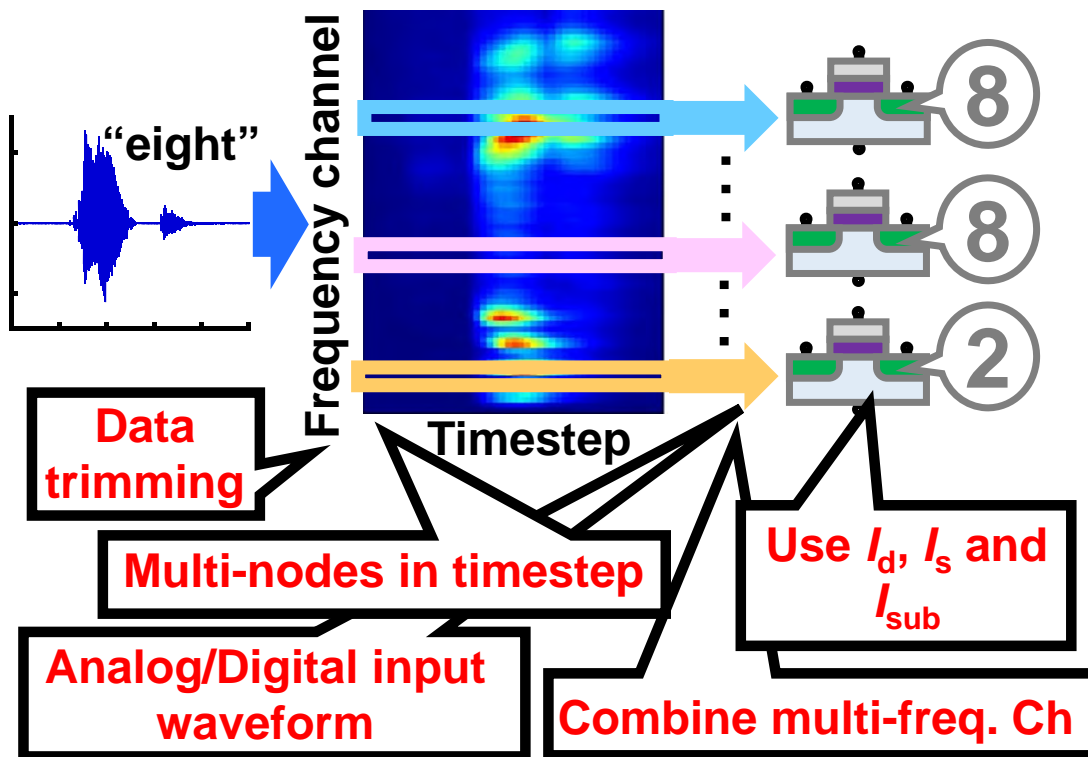 “eight”
Frequency channel
Timestep
8
8
2
Data
trimming
Multi-nodes in timestep
Analog/Digital input
waveform
Use Id, Is and
Isub
Combine multi-freq. Ch